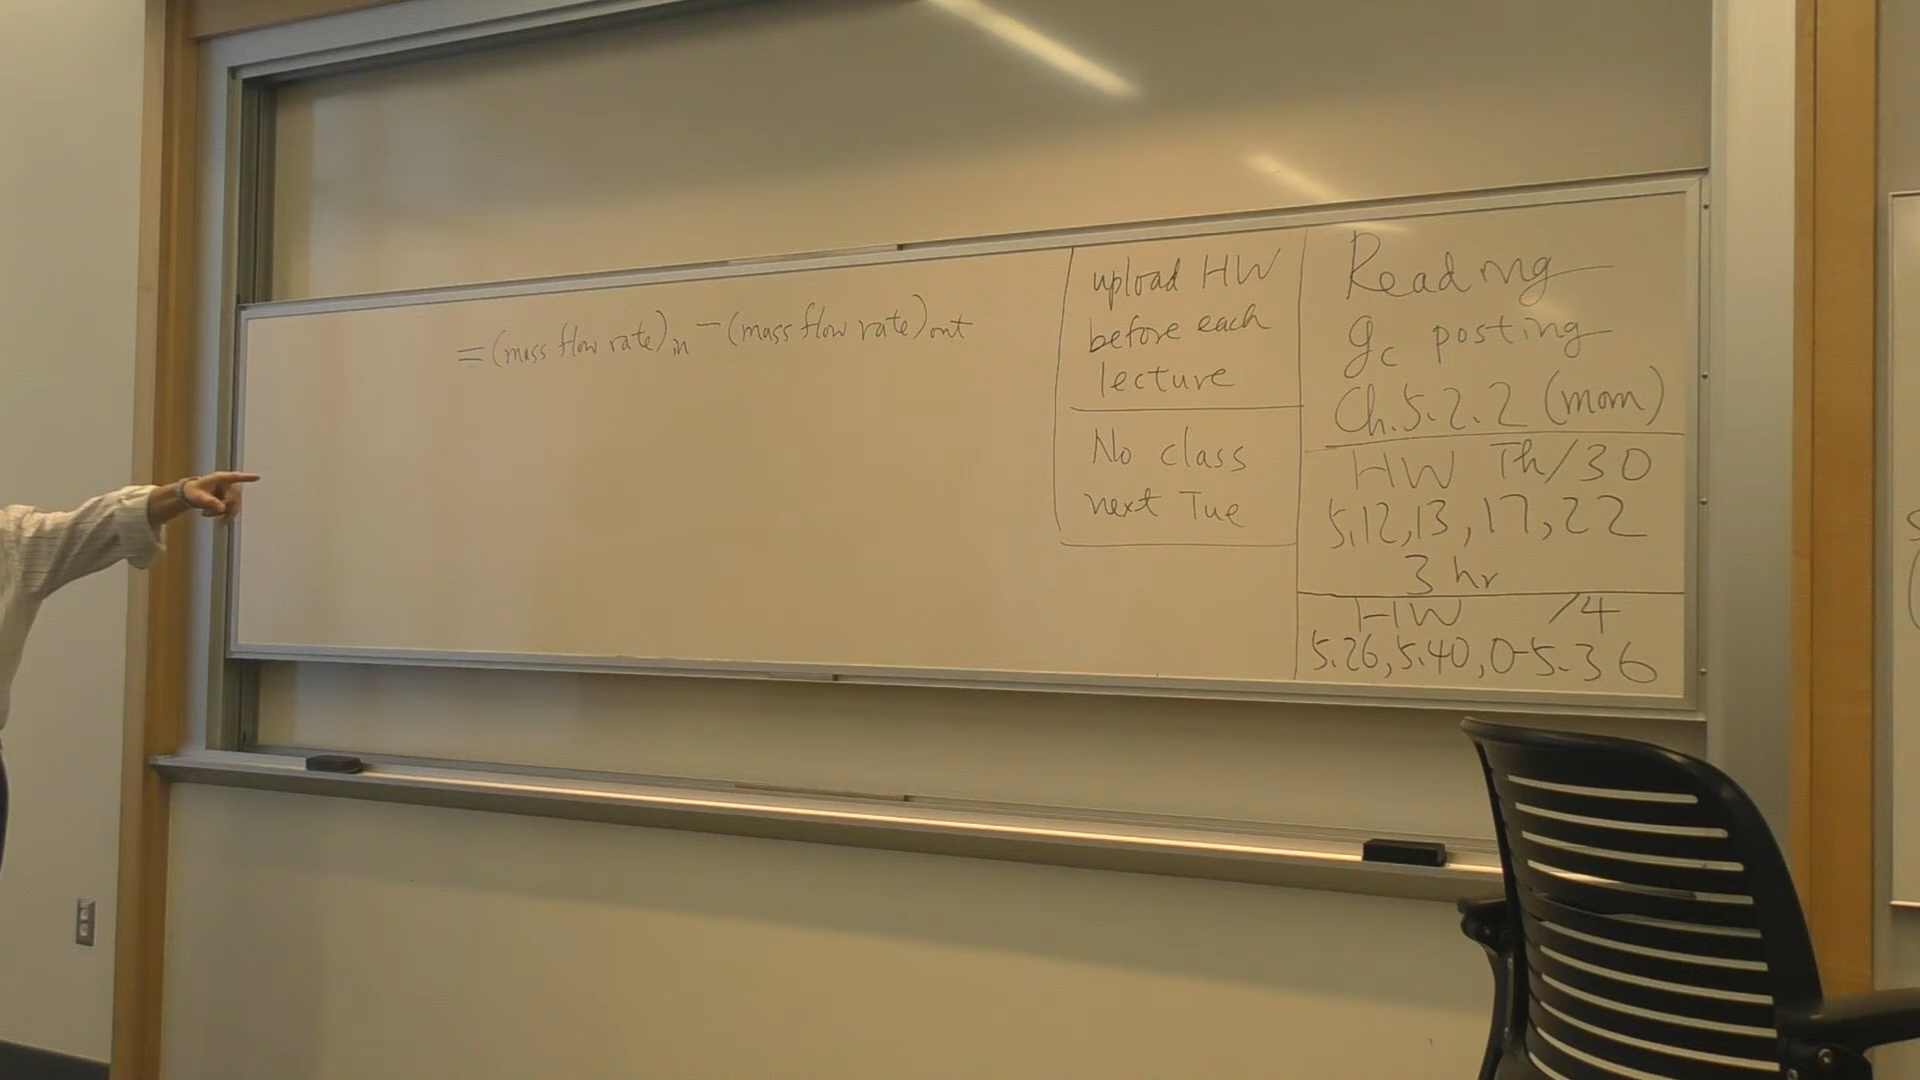 = (mass flow rate)in − (mass flow rate)out
upload HW
before each
lecture
No class
next Tue
Reading
gc posting
Ch.5.2.2 (mom)
HW Th/30
5.12,13,17,22
3 hr
HW /4
5.26,5.40,0-5.36